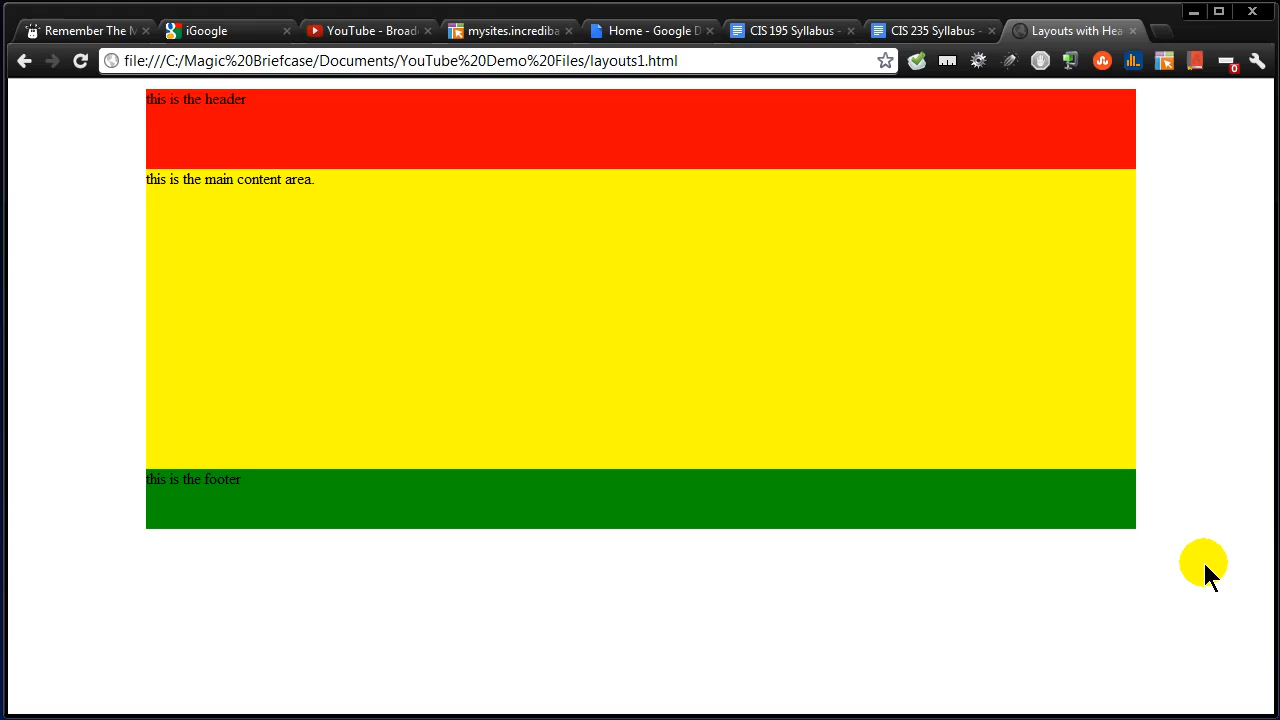 Remember The M
iGoogle
YouTube - Broad
mysites.incrediba
Home - Google D
CIS 195 Syllabus -
CIS 235 Syllabus -
Layouts with Hea
file:///C:/Magic%20Briefcase/Documents/YouTube%20Demo%20Files/layouts1.html
0
this is the header
this is the main content area.
this is the footer